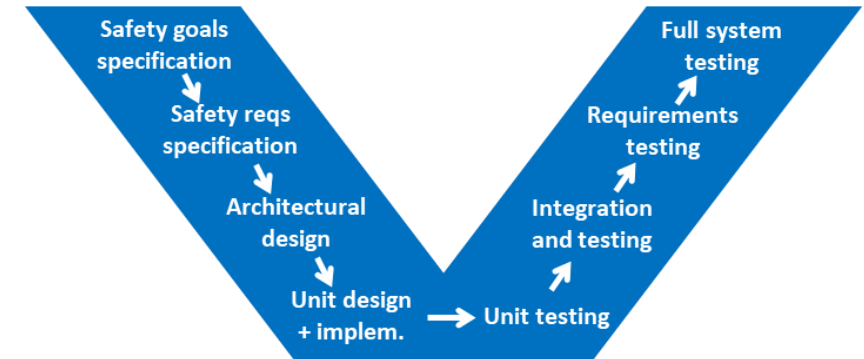 Safety goals
specification
Safety reqs
specification
Architectural
design
Unit design
+ implem.
Unit testing
Integration
and testing
Requirements
testing
Full system
testing